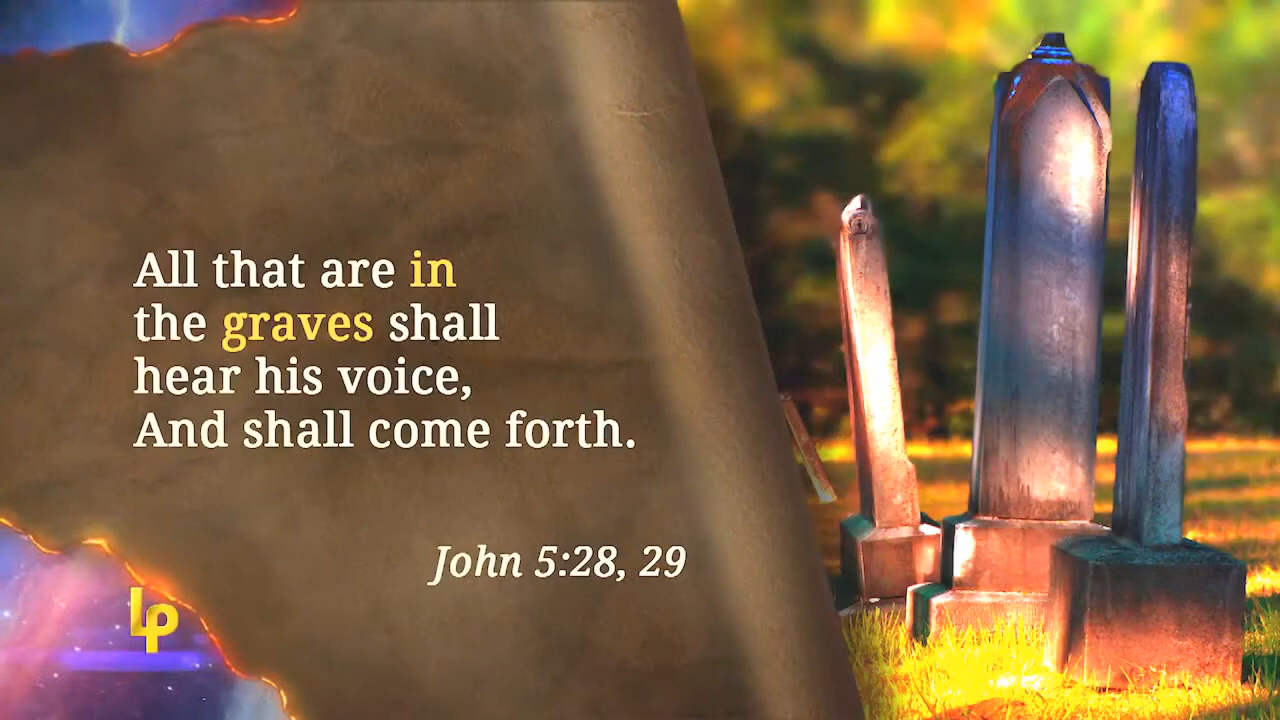 All that are in
the graves shall
hear his voice,
And shall come forth.
John 5:28, 29
LP